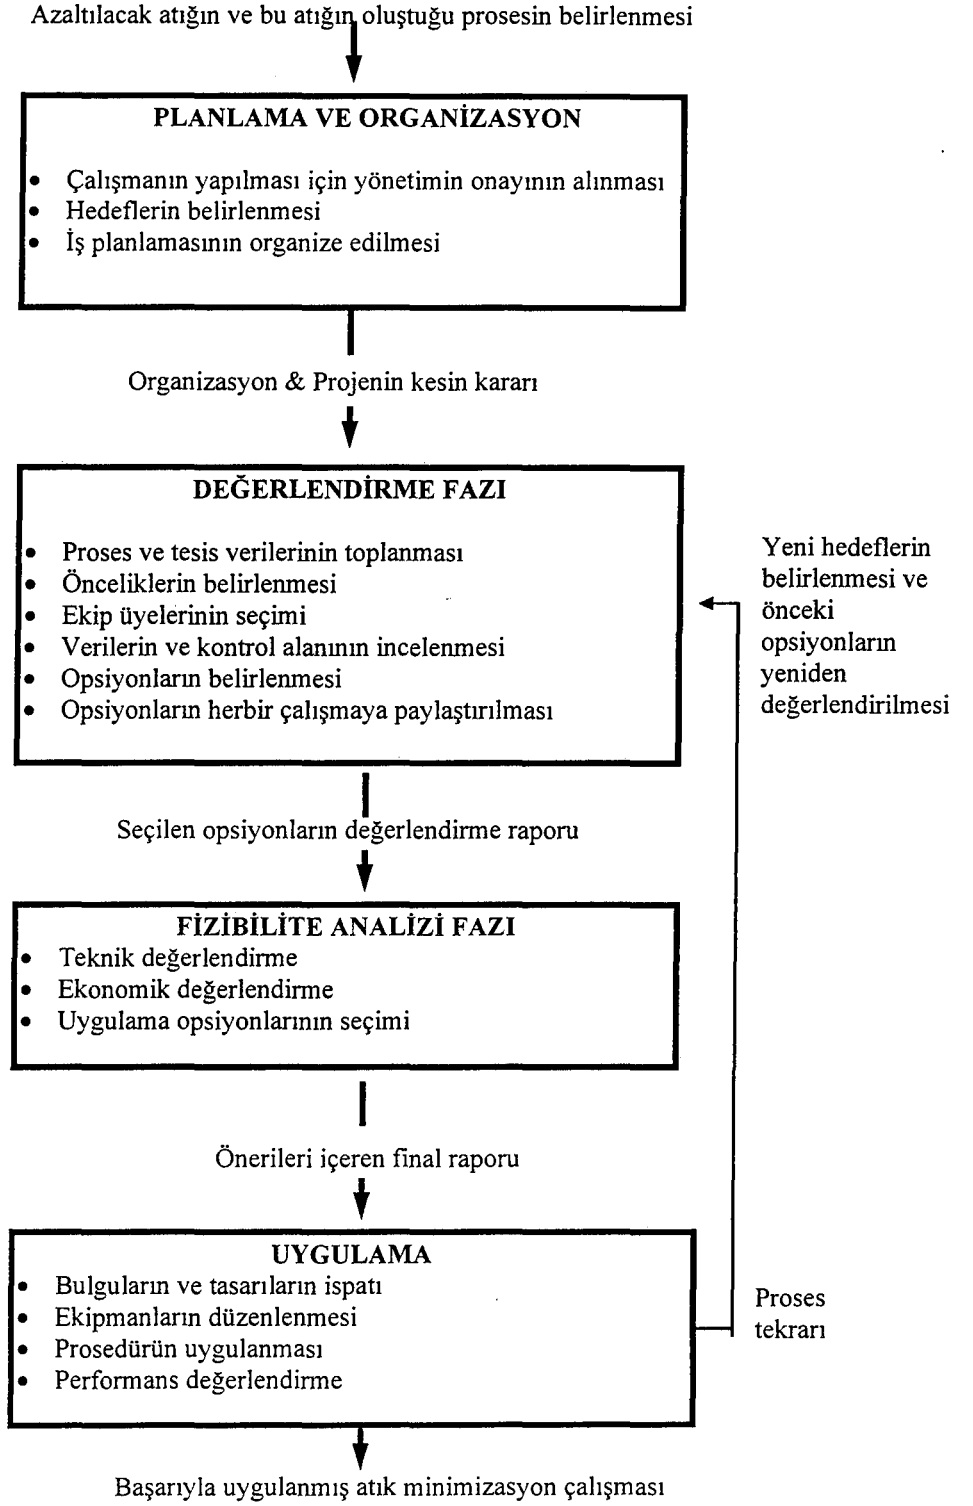 Azaltılacak atığın ve bu atığın oluştuğu prosesin belirlenmesi
PLANLAMA VE ORGANİZASYON
• Çalışmanın yapılması için yönetimin onayının alınması
• Hedeflerin belirlenmesi
• İş planlamasının organize edilmesi
Organizasyon & Projenin kesin kararı
DEĞERLENDİRME FAZI
• Proses ve tesis verilerinin toplanması
• Önceliklerin belirlenmesi
• Ekip üyelerinin seçimi
• Verilerin ve kontrol alanının incelenmesi
• Opsiyonların belirlenmesi
• Opsiyonların herbir çalışmaya paylaştırılması
Yeni hedeflerin
belirlenmesi ve
önceki
opsiyonların
yeniden
değerlendirilmesi
Seçilen opsiyonların değerlendirme raporu
FİZİBİLİTE ANALİZİ FAZI
• Teknik değerlendirme
• Ekonomik değerlendirme
• Uygulama opsiyonlarının seçimi
Önerileri içeren final raporu
UYGULAMA
• Bulguların ve tasarıların ispatı
• Ekipmanların düzenlenmesi
• Prosedürün uygulanması
• Performans değerlendirme
Proses
tekrarı
Başarıyla uygulanmış atık minimizasyon çalışması